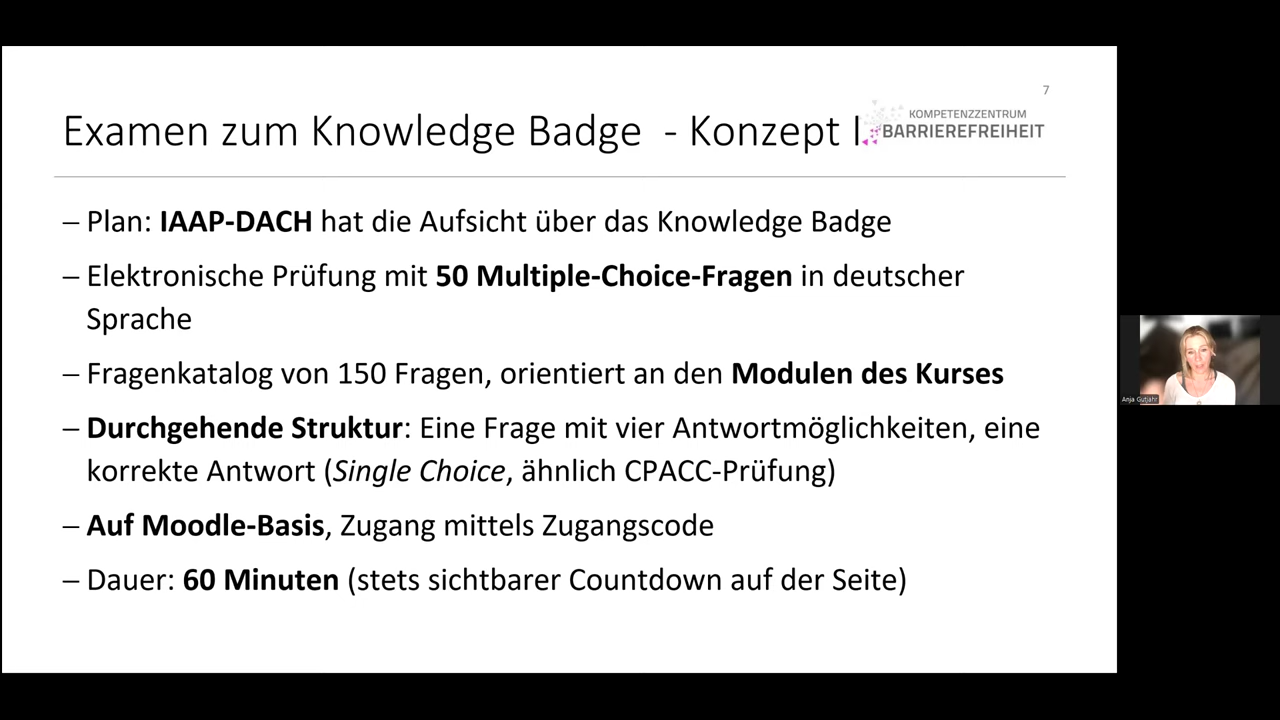 7
Examen zum Knowledge Badge - Konzept I
KOMPETENZZENTRUM
BARRIEREFREIHEIT
– Plan: IAAP-DACH hat die Aufsicht über das Knowledge Badge
– Elektronische Prüfung mit 50 Multiple-Choice-Fragen in deutscher
Sprache
– Fragenkatalog von 150 Fragen, orientiert an den Modulen des Kurses
– Durchgehende Struktur: Eine Frage mit vier Antwortmöglichkeiten, eine
korrekte Antwort (Single Choice, ähnlich CPACC-Prüfung)
– Auf Moodle-Basis, Zugang mittels Zugangscode
– Dauer: 60 Minuten (stets sichtbarer Countdown auf der Seite)
Anja Gutjahr